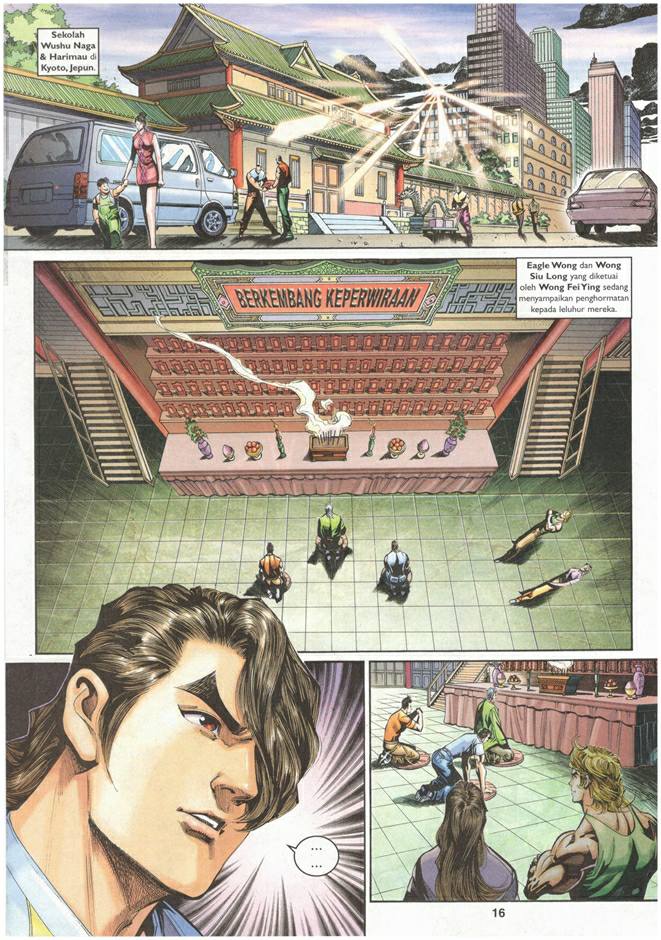 Sekolah
Wushu Naga
& Harimau di
Kyoto, Jepun.
Eagle Wong dan Wong
Siu Long yang diketuai
oleh Wong Fei Ying sedang
menyampaikan penghormatan
kepada leluhur mereka.
BERKEMBANG KEPERWIRAAN
...
...
16